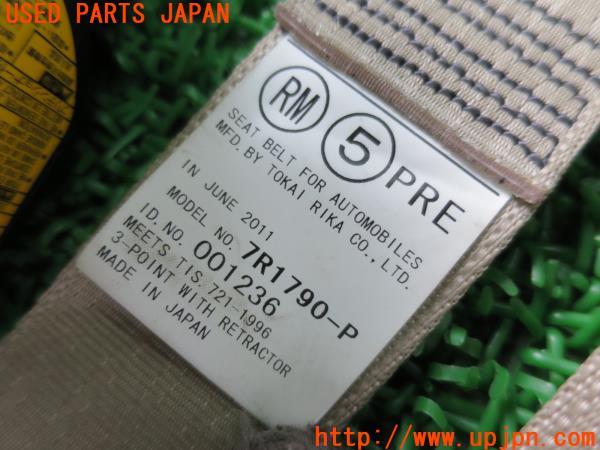 USED PARTS JAPAN
RM 5 PRE
SEAT BELT FOR AUTOMOBILES
MFD. BY TOKAI RIKA CO., LTD.
IN JUNE 2011
MODEL NO. 7R1790-P
ID. NO. 001236
MEETS TIS 721-1996
3-POINT WITH RETRACTOR
MADE IN JAPAN
http://www.upjpn.com